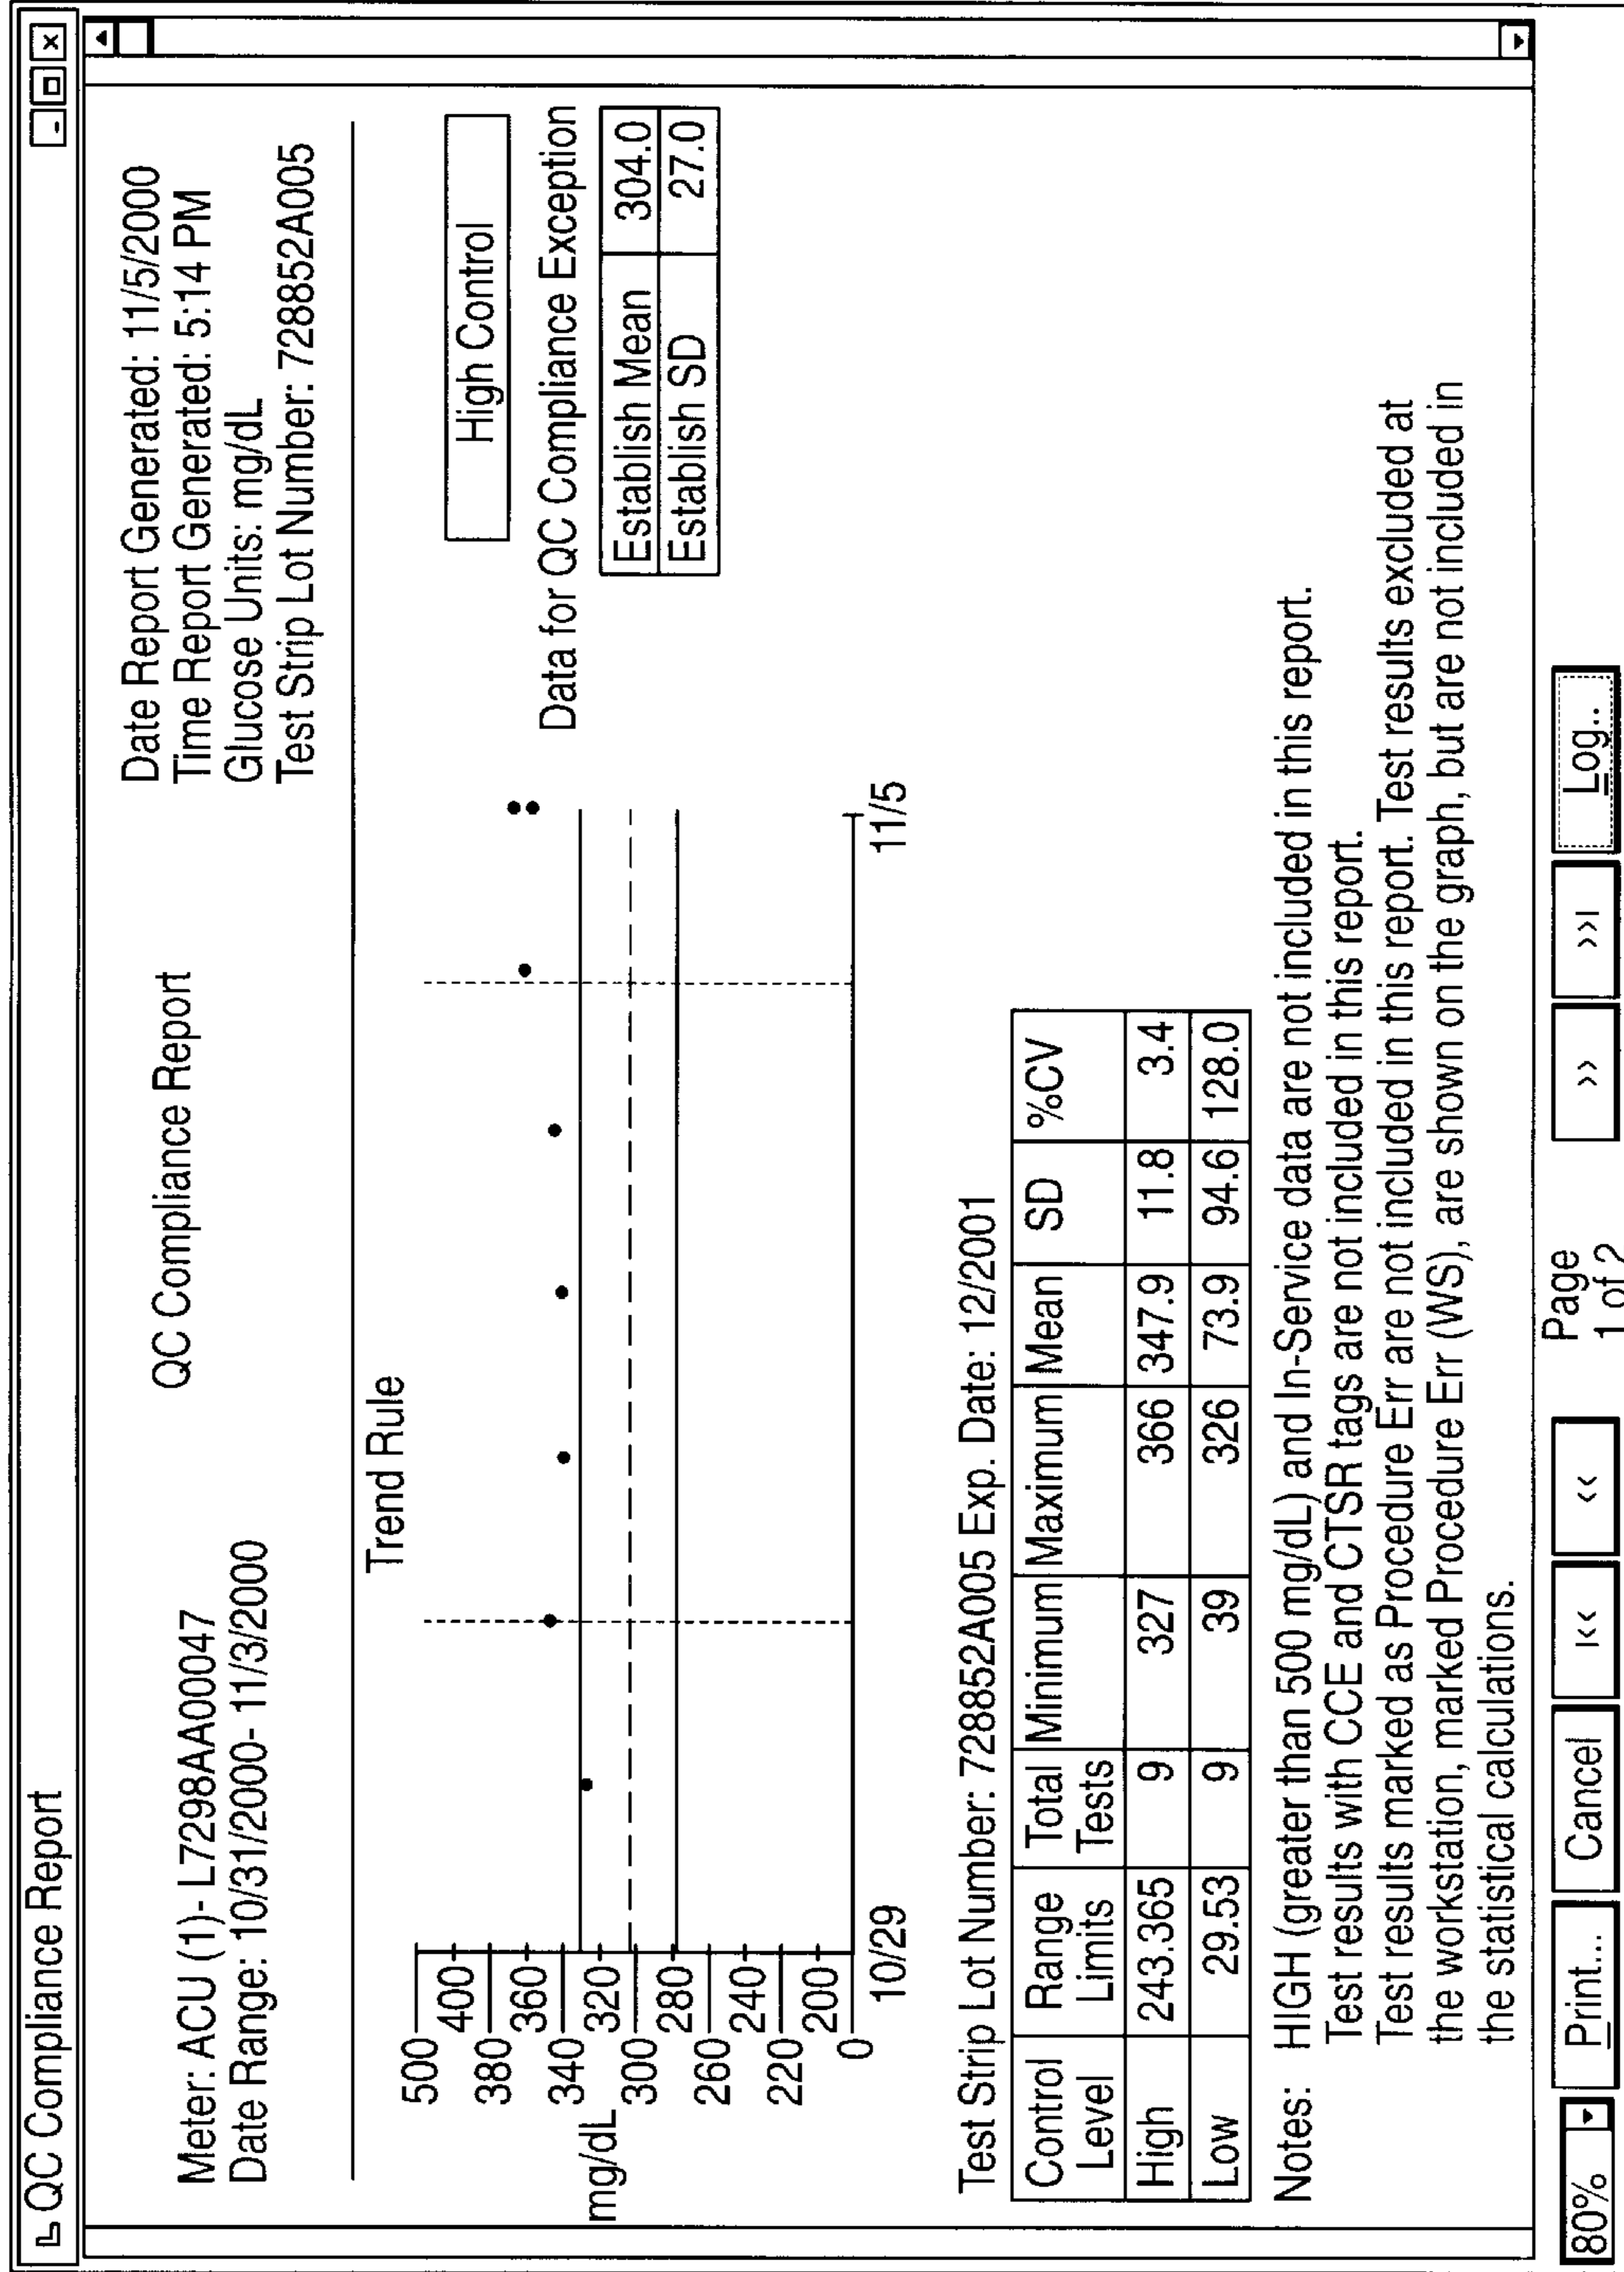 QC Compliance Report
QC Compliance Report
Meter: ACU (1)- L7298AA00047
Date Range: 10/31/2000- 11/3/2000
Date Report Generated: 11/5/2000
Time Report Generated: 5:14 PM
Glucose Units: mg/dL
Test Strip Lot Number: 728852A005
Trend Rule
High Control
Data for QC Compliance Exception
Establish Mean 304.0
Establish SD 27.0
mg/dL
500
400
380
360
340
320
300
280
260
240
220
200
0
10/29 11/5
Test Strip Lot Number: 728852A005 Exp. Date: 12/2001
Control Level Range Limits Total Tests Minimum Maximum Mean SD %CV
High 243.365 9 327 366 347.9 11.8 3.4
Low 29.53 9 39 326 73.9 94.6 128.0
Notes: HIGH (greater than 500 mg/dL) and In-Service data are not included in this report.
Test results with CCE and CTSR tags are not included in this report.
Test results marked as Procedure Err are not included in this report. Test results excluded at
the workstation, marked Procedure Err (WS), are shown on the graph, but are not included in
the statistical calculations.
80% Print... Cancel I<< << Page 1 of 2 >> >>I Log..